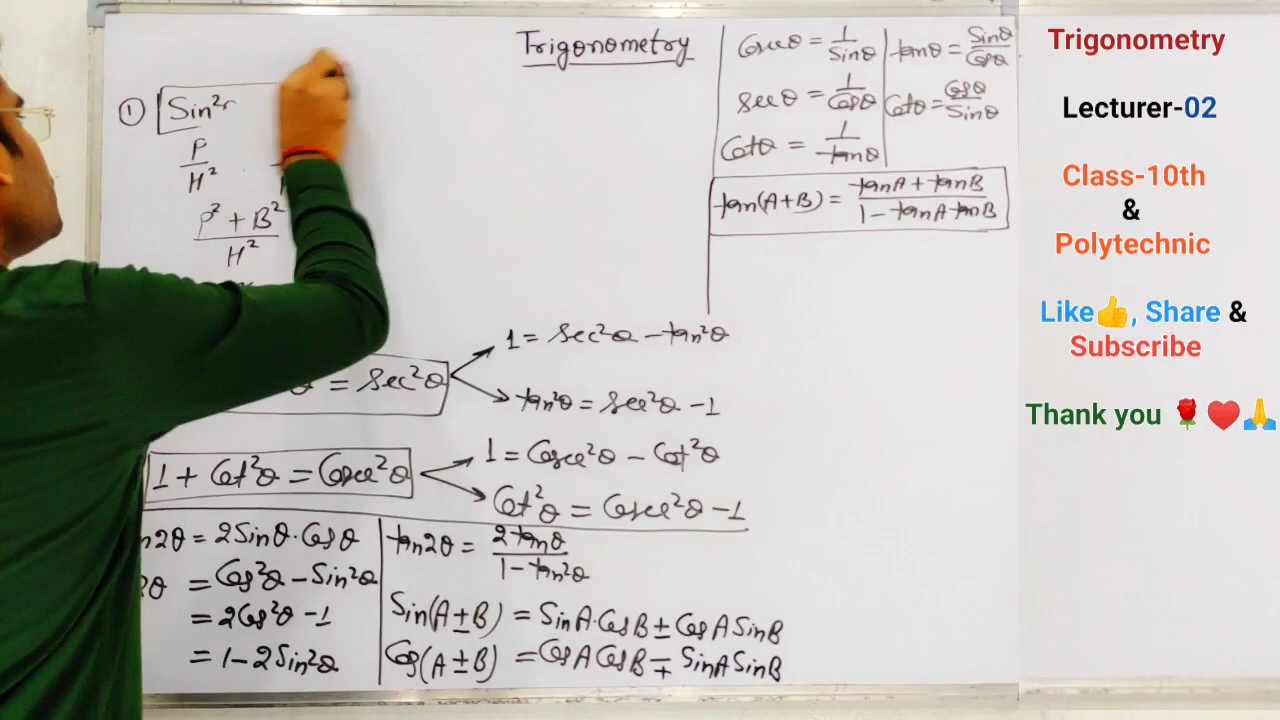 Trigonometry
① Sin²
P/H²
P² + B²/H²
θ = Sec²θ
1 = Sec²θ - tan²θ
tan²θ = Sec²θ - 1
1 + Cot²θ = Cosec²θ
1 = Cosec²θ - Cot²θ
Cot²θ = Cosec²θ - 1
n2θ = 2Sinθ·Cosθ
2θ = Cos²θ - Sin²θ
= 2Cos²θ - 1
= 1 - 2Sin²θ
tan2θ = 2tanθ/1 - tan²θ
Sin(A±B) = SinA·CosB ± CosA SinB
Cos(A±B) = CosA CosB ∓ SinA SinB
Cosecθ = 1/Sinθ
Secθ = 1/Cosθ
Cotθ = 1/tanθ
tanθ = Sinθ/Cosθ
Cotθ = Cosθ/Sinθ
tan(A+B) = tanA + tanB/1 - tanA tanB
Trigonometry
Lecturer-02
Class-10th
&
Polytechnic
Like👍, Share &
Subscribe
Thank you 🌹♥️🙏